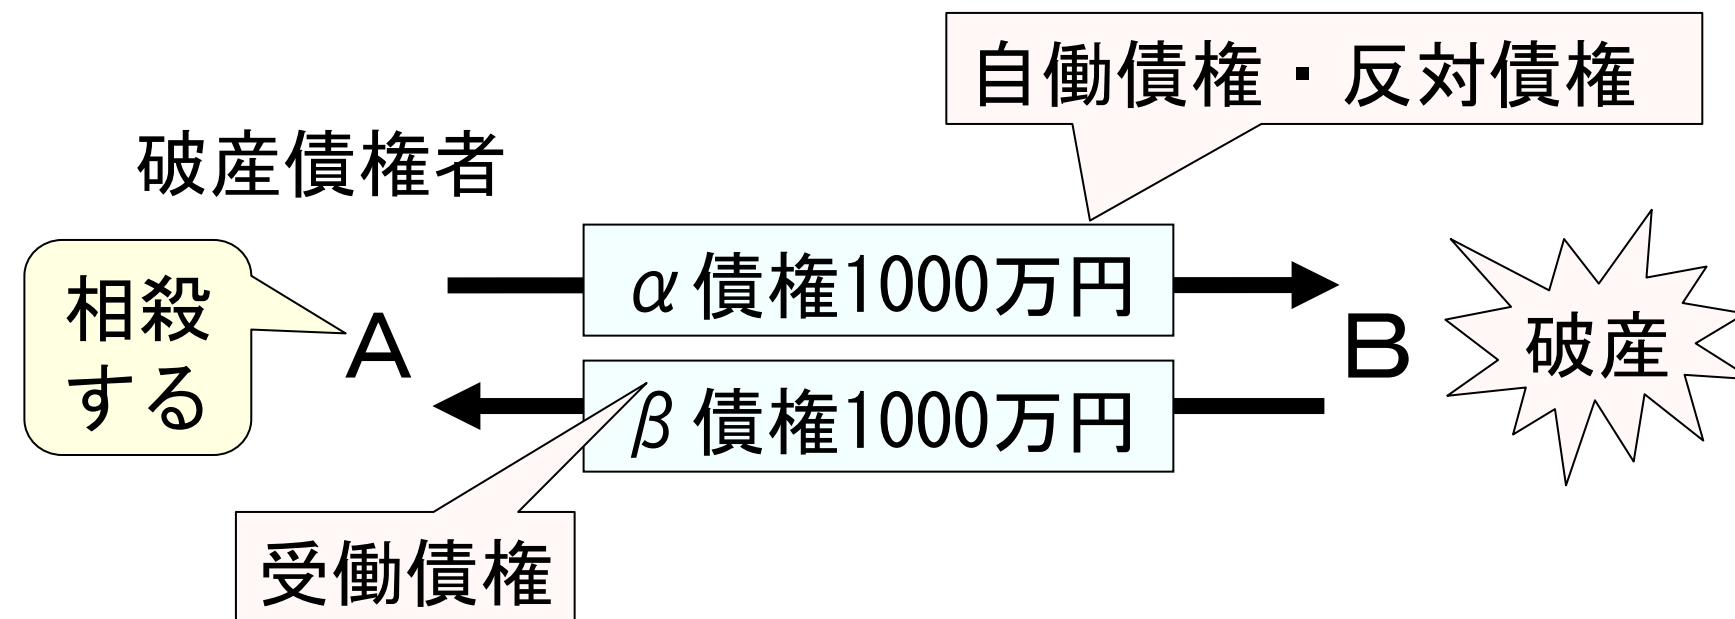 自働債権・反対債権
破産債権者
相殺
する
A
α債権1000万円
B
破産
β債権1000万円
受働債権